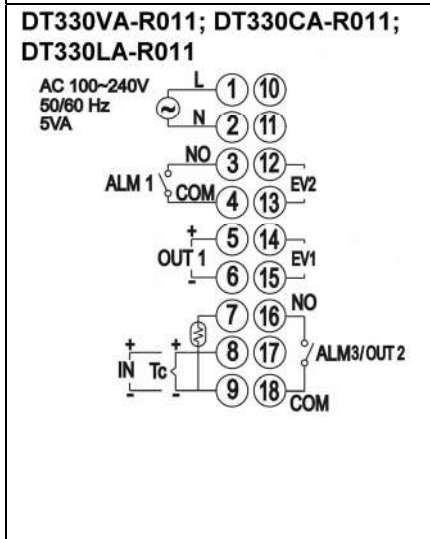 DT330VA-R011; DT330CA-R011;
DT330LA-R011
AC 100~240V
50/60 Hz
5VA
L 1 10
N 2 11
NO 3 12
ALM 1 EV2
COM 4 13
+ 5 14
OUT 1 EV1
- 6 15
7 16 NO
+ + 8 17 ALM3/OUT 2
IN Tc
- - 9 18 COM